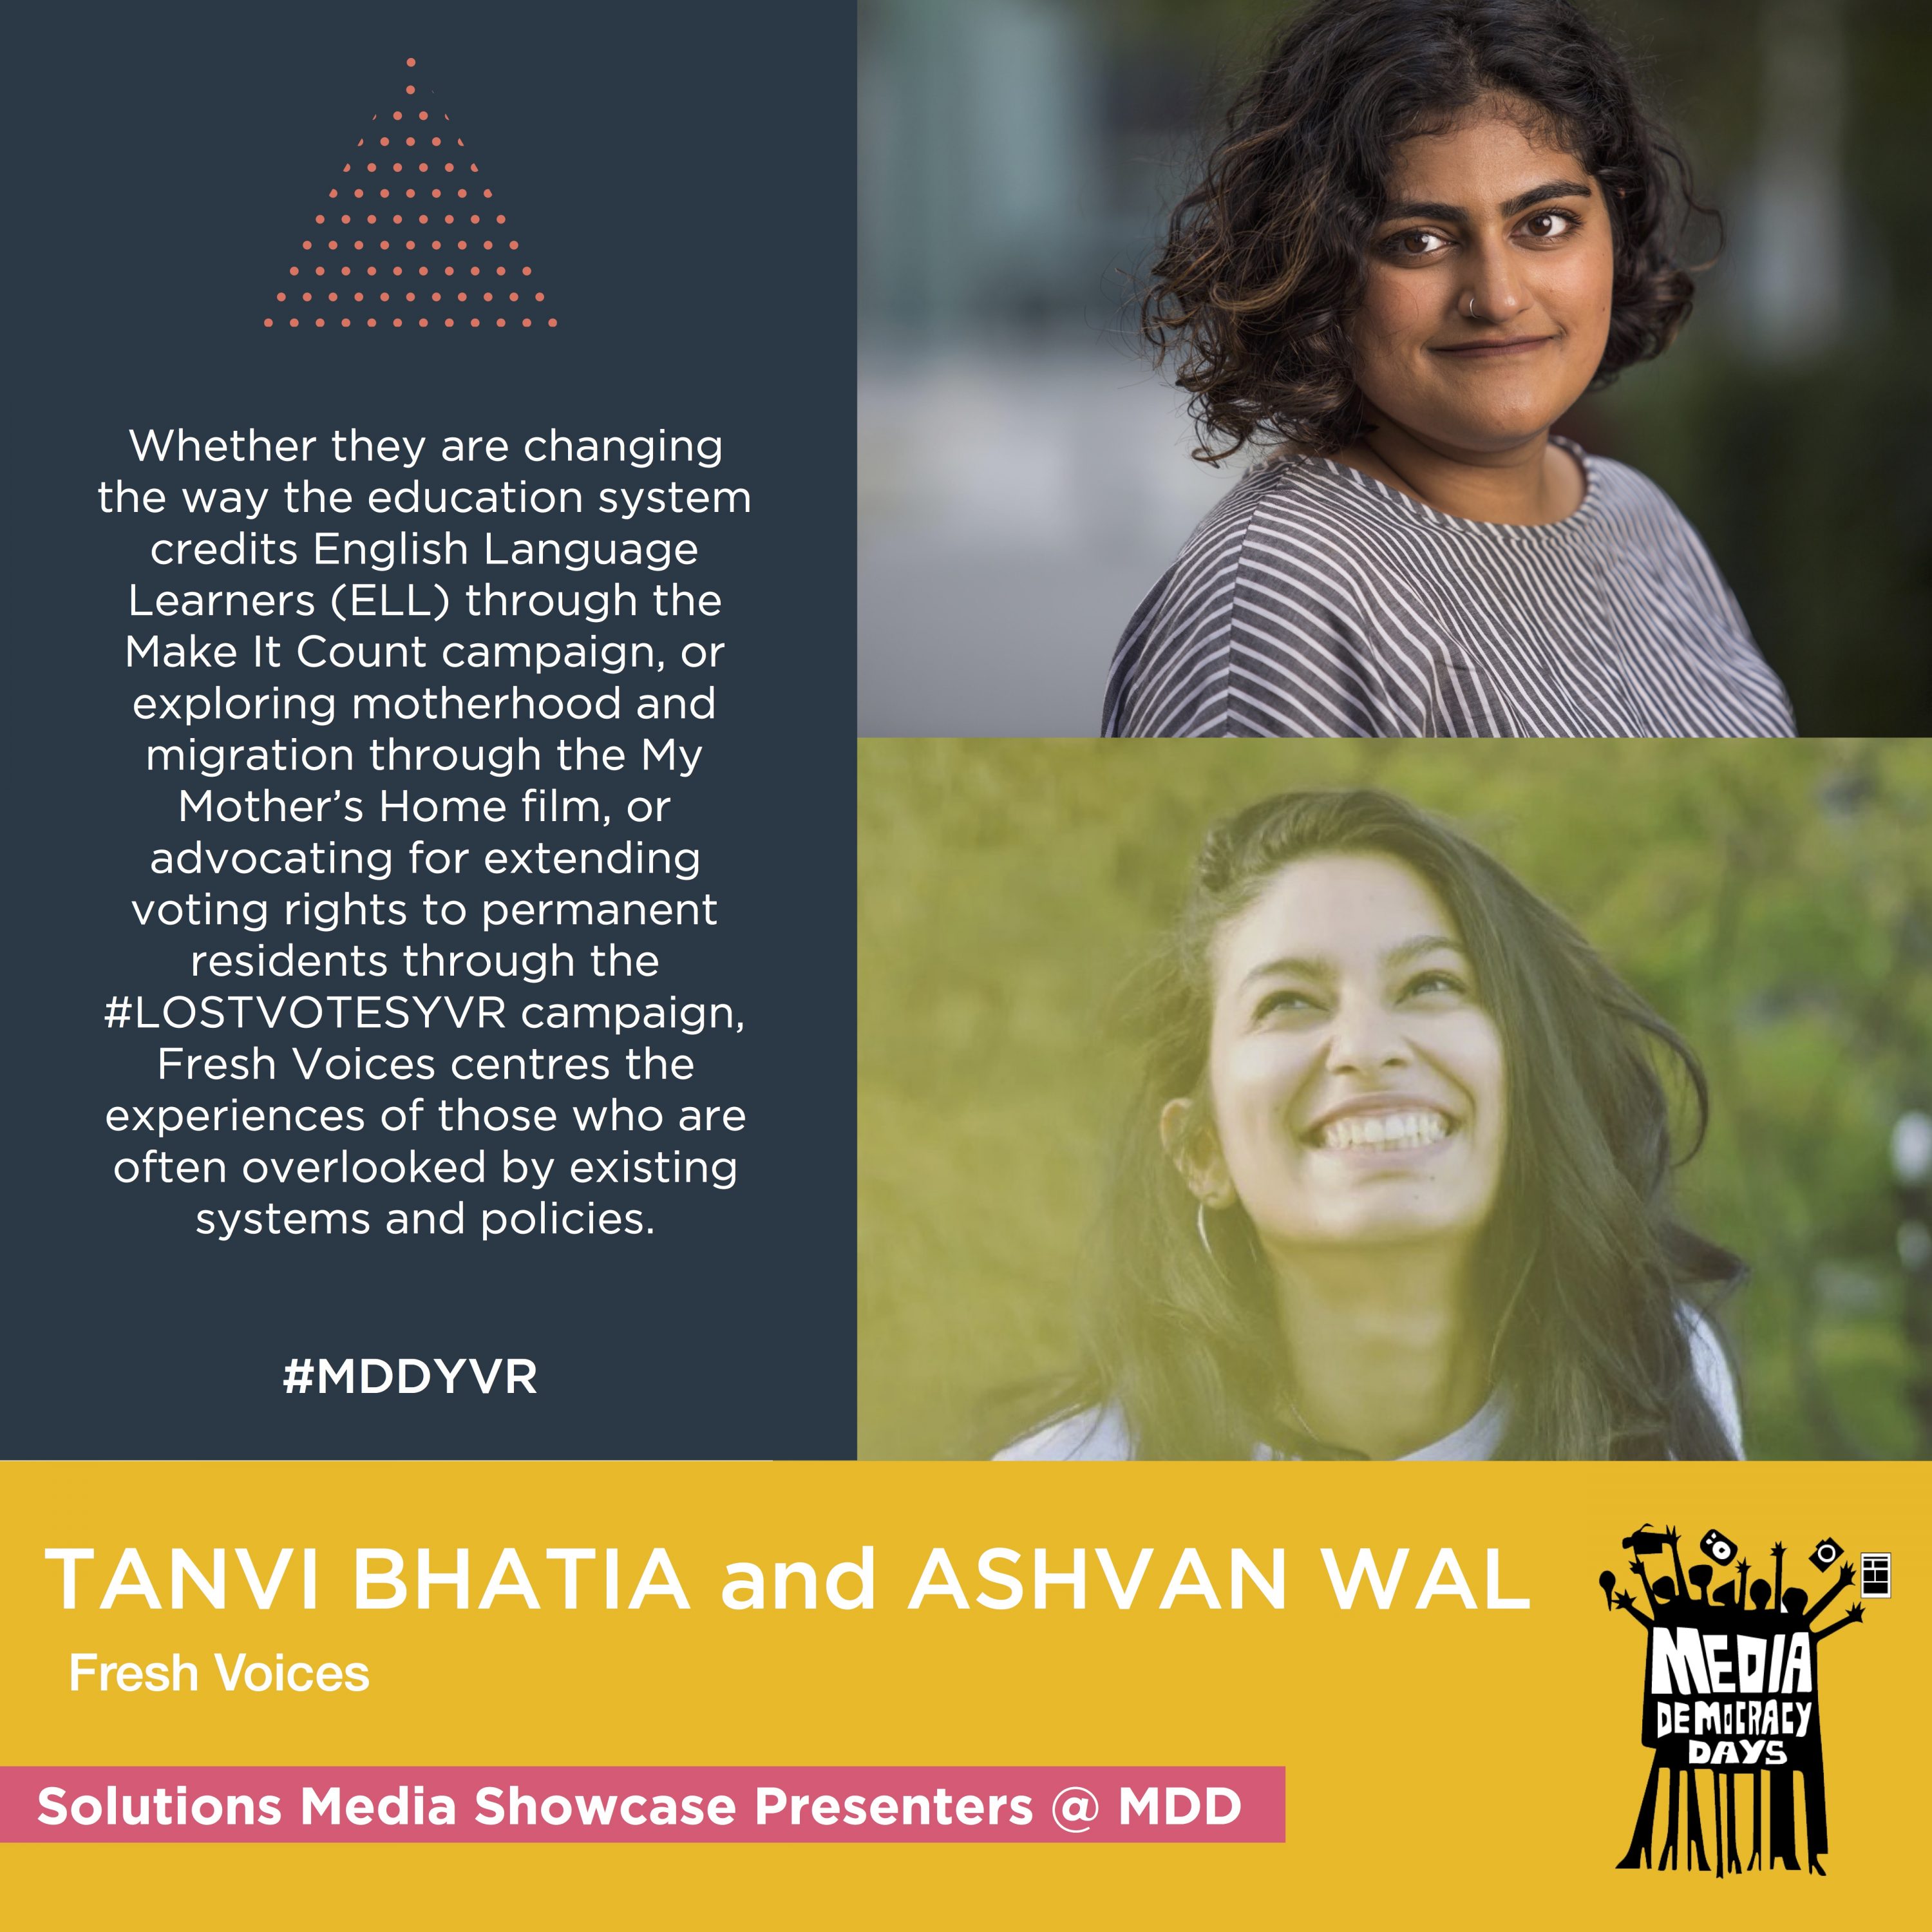 Whether they are changing
the way the education system
credits English Language
Learners (ELL) through the
Make It Count campaign, or
exploring motherhood and
migration through the My
Mother’s Home film, or
advocating for extending
voting rights to permanent
residents through the
#LOSTVOTESYVR campaign,
Fresh Voices centres the
experiences of those who are
often overlooked by existing
systems and policies.
#MDDYVR
TANVI BHATIA and ASHVAN WAL
Fresh Voices
Solutions Media Showcase Presenters @ MDD
MEDIA
DEMOCRACY
DAYS